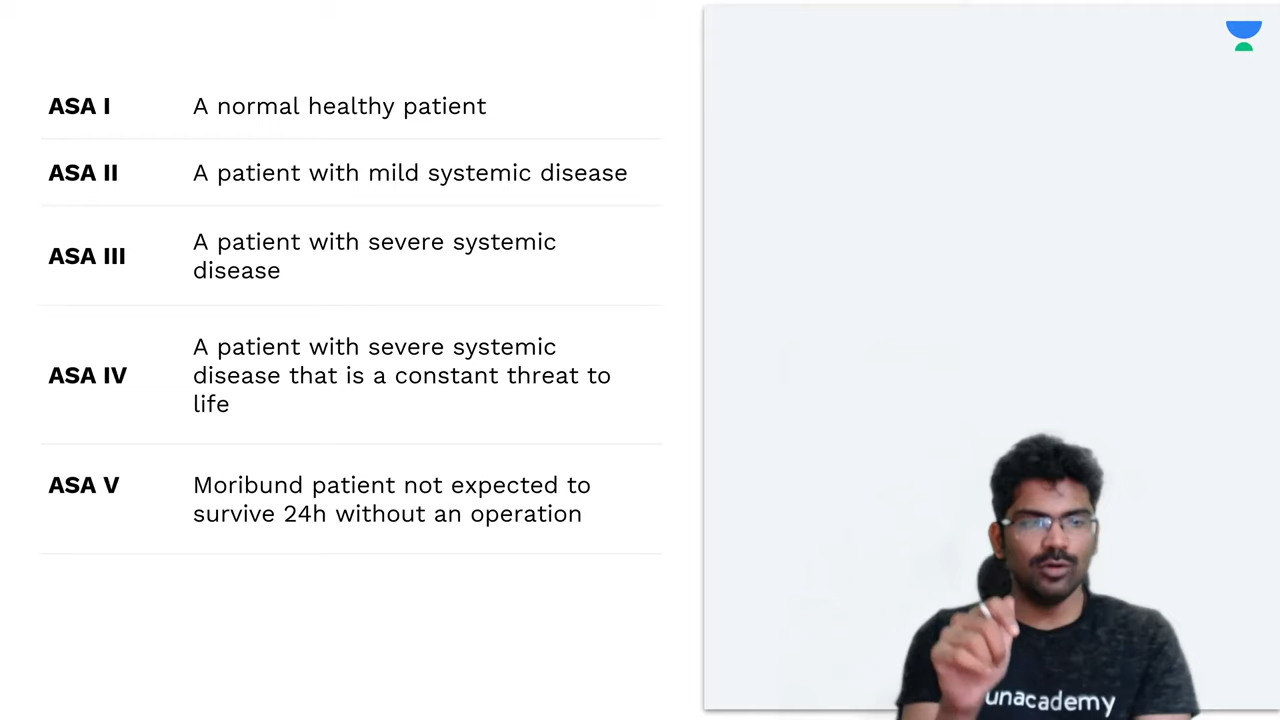 ASA I A normal healthy patient
ASA II A patient with mild systemic disease
ASA III A patient with severe systemic
disease
ASA IV A patient with severe systemic
disease that is a constant threat to
life
ASA V Moribund patient not expected to
survive 24h without an operation
unacademy